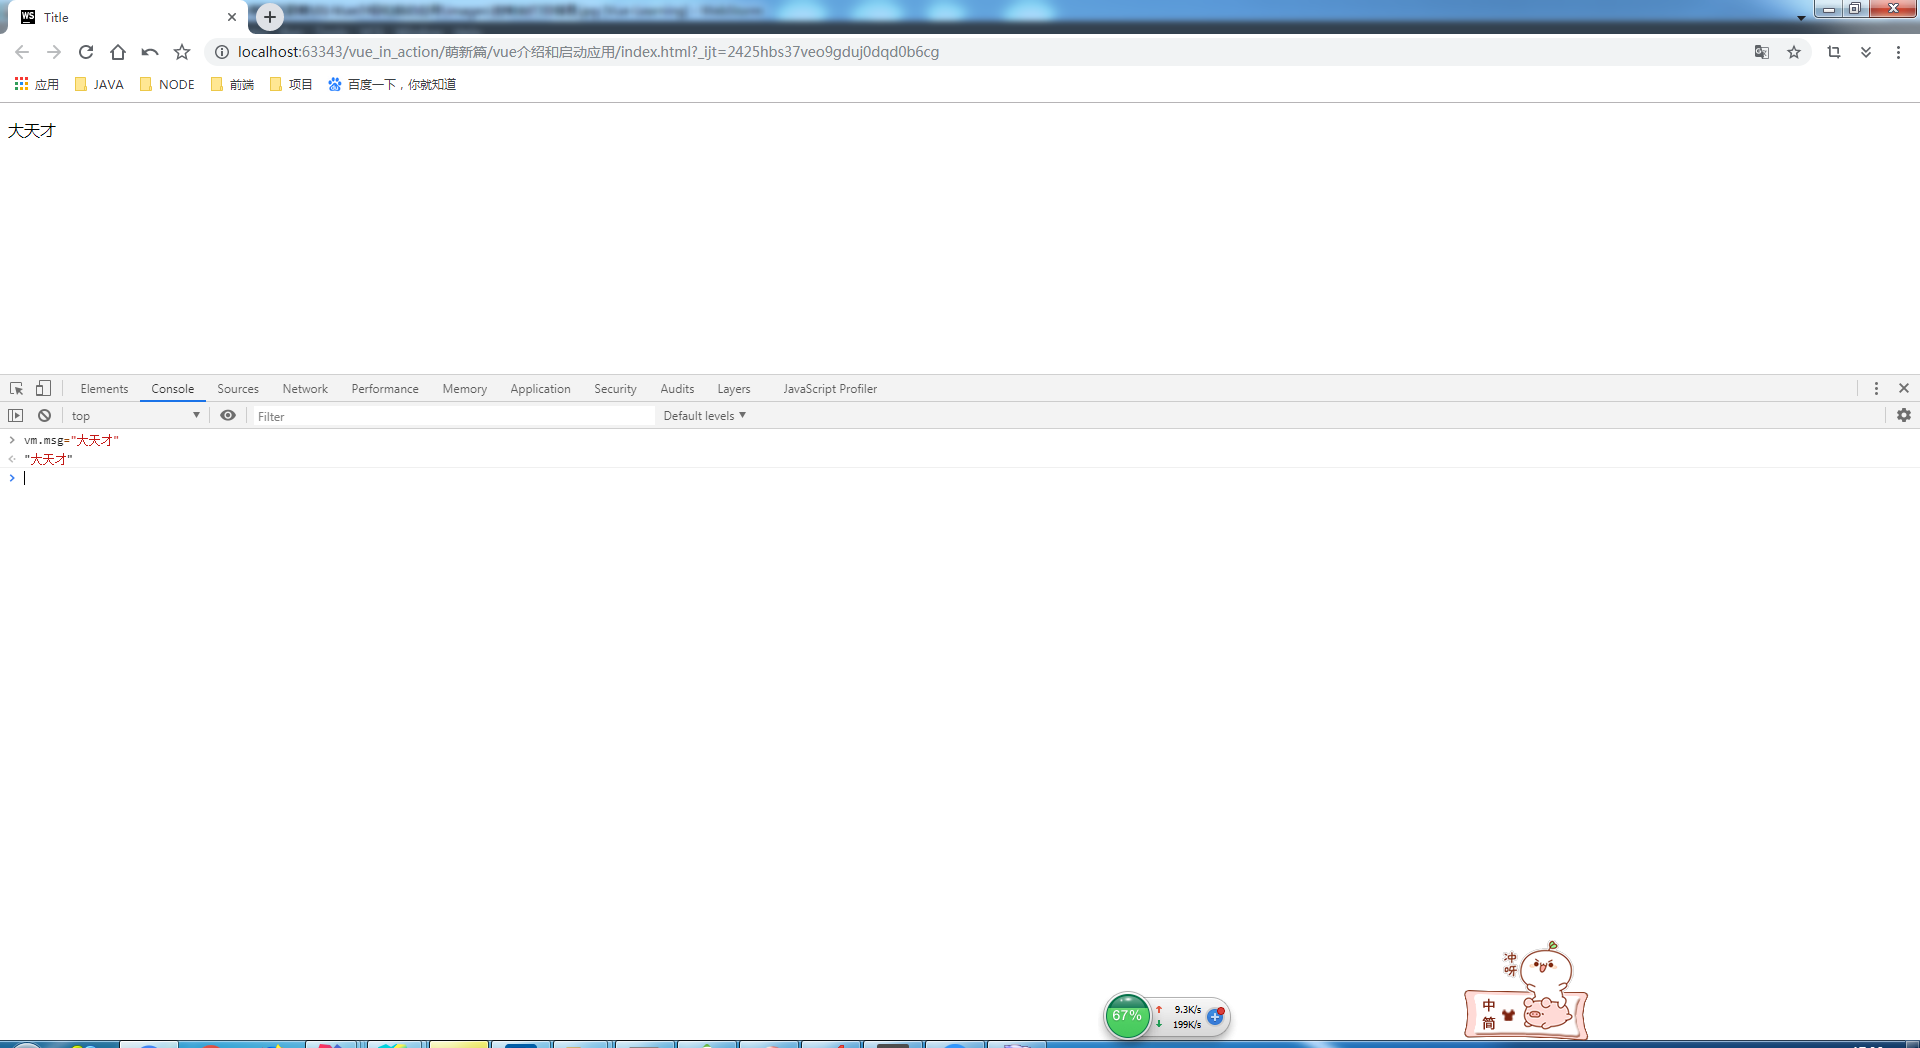 WS Title
localhost:63343/vue_in_action/萌新篇/vue介绍和启动应用/index.html?_ijt=2425hbs37veo9gduj0dqd0b6cg
应用 JAVA NODE 前端 项目 百度一下，你就知道
大天才
Elements Console Sources Network Performance Memory Application Security Audits Layers JavaScript Profiler
top Filter Default levels
vm.msg="大天才"
"大天才"
冲呀
67% 9.3K/s
199K/s
中
简